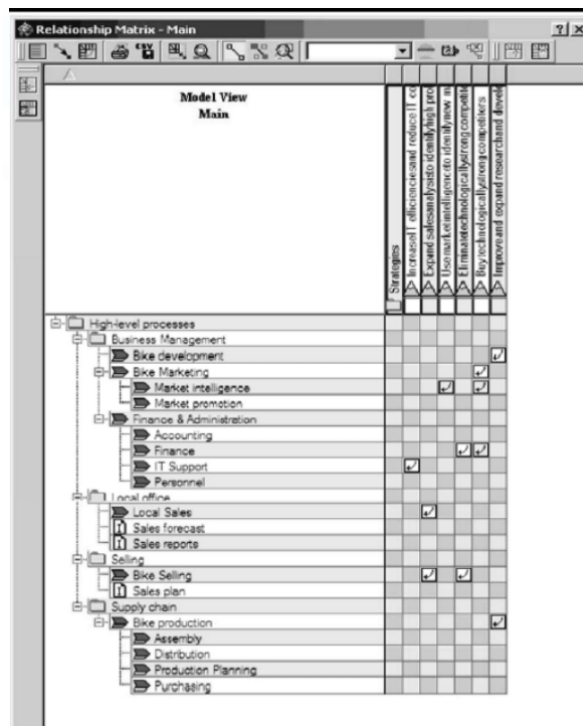 Relationship Matrix - Main
Model View
Main
Strategies
Increase IT efficiencies and reduce IT co
Expand sales analysis to identify high pro
Use market intelligence to identify new m
Eliminate technologically strong competito
Buy technologically strong competitors
Improve and expand research and develo
High-level processes
Business Management
Bike development
Bike Marketing
Market intelligence
Market promotion
Finance & Administration
Accounting
Finance
IT Support
Personnel
Local office
Local Sales
Sales forecast
Sales reports
Selling
Bike Selling
Sales plan
Supply chain
Bike production
Assembly
Distribution
Production Planning
Purchasing